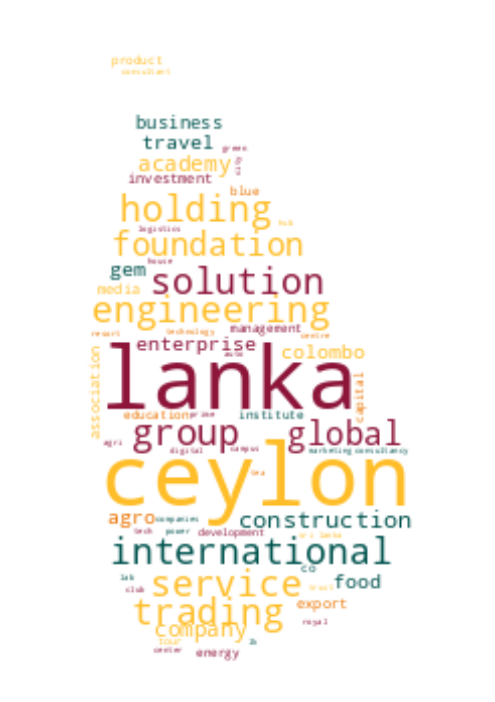 product
consultant
business
travel green
academy
investment
blue
holding
hub
logistics
foundation
house
gem solution
media
engineering
resort technology management centre
enterprise
auto colombo
lanka
association capital
education prime institute
group global
agri digital campus marketing consultancy
ceylon
tea
agro companies construction
tech power development sri lanka
international
co
lab
service food
club trust
trading export
company royal
tour lk
center energy